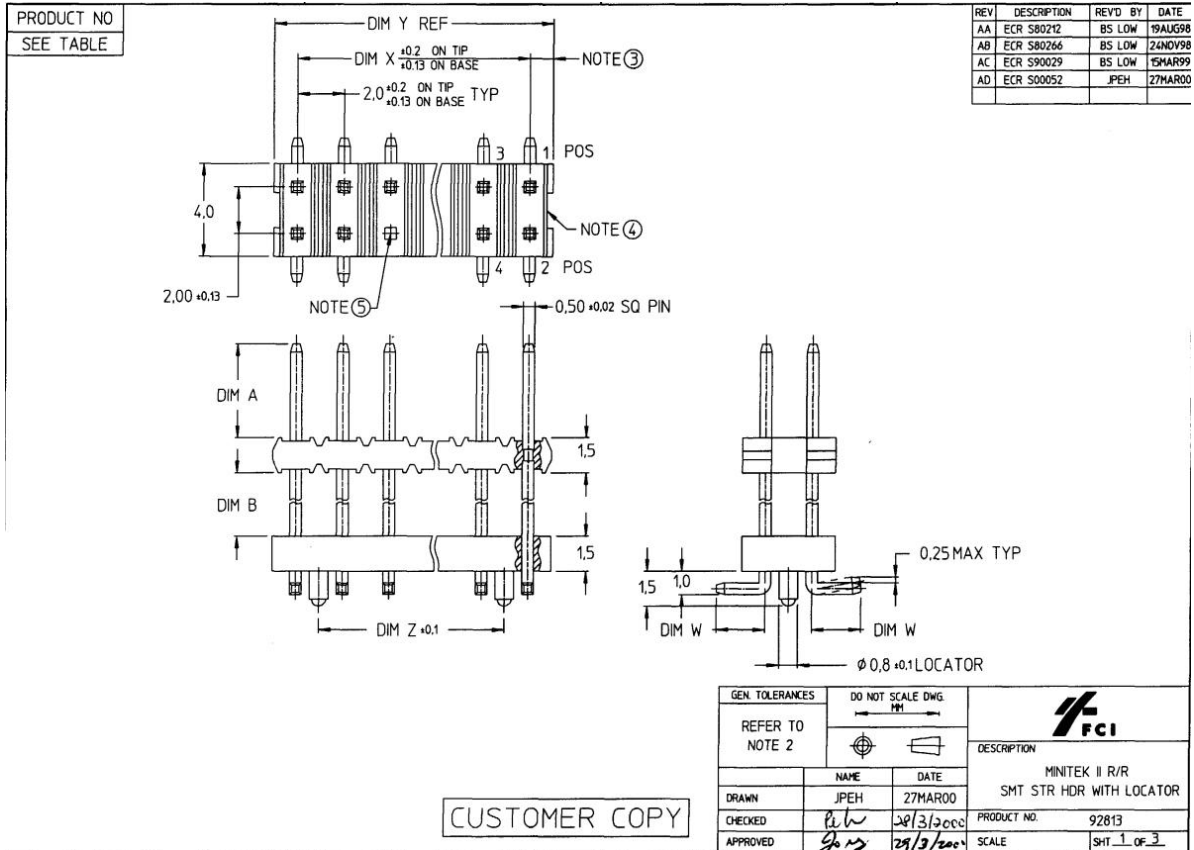 PRODUCT NO
SEE TABLE
REV DESCRIPTION REV'D BY DATE
AA ECR S80212 BS LOW 19AUG98
AB ECR S80266 BS LOW 24NOV98
AC ECR S90029 BS LOW 15MAR99
AD ECR S00052 JPEH 27MAR00
DIM Y REF
DIM X ±0.2 ON TIP
±0.13 ON BASE
NOTE ③
2,0 ±0.2 ON TIP
±0.13 ON BASE TYP
3 1 POS
4,0
NOTE ④
4 2 POS
2,00 ±0,13
NOTE ⑤
0,50 ±0,02 SQ PIN
DIM A
1,5
DIM B
1,5
0,25 MAX TYP
1,5 1,0
DIM Z ±0.1
DIM W
DIM W
Ø 0,8 ±0,1 LOCATOR
GEN. TOLERANCES
REFER TO
NOTE 2
DO NOT SCALE DWG.
MM
FCI
DESCRIPTION
MINITEK II R/R
SMT STR HDR WITH LOCATOR
NAME DATE
DRAWN JPEH 27MAR00
CHECKED 28/3/2000
PRODUCT NO. 92813
APPROVED
SCALE SHT 1 OF 3
CUSTOMER COPY